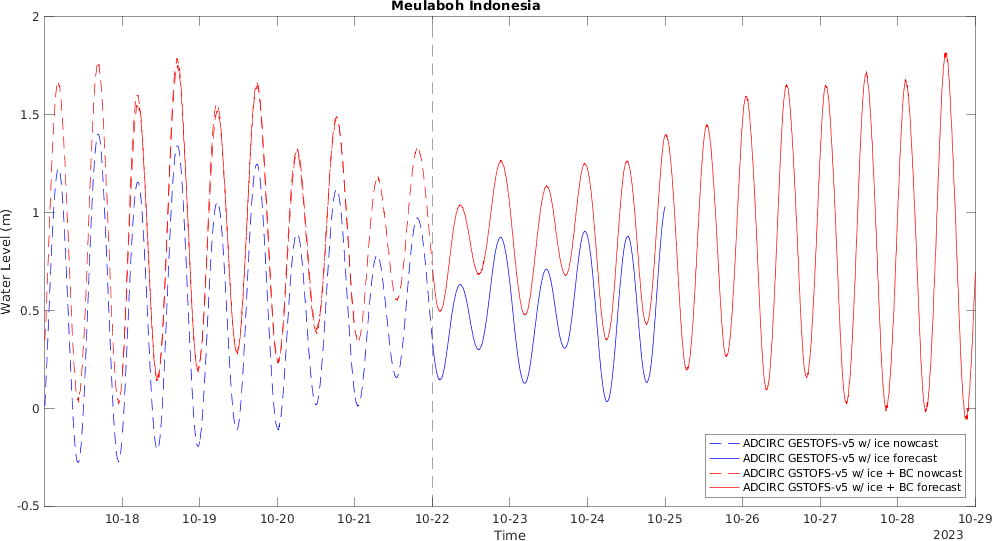 Meulaboh Indonesia
2
1.5
1
0.5
0
-0.5
Water Level (m)
ADCIRC GESTOFS-v5 w/ ice nowcast
ADCIRC GESTOFS-v5 w/ ice forecast
ADCIRC GSTOFS-v5 w/ ice + BC nowcast
ADCIRC GSTOFS-v5 w/ ice + BC forecast
10-18 10-19 10-20 10-21 10-22 10-23 10-24 10-25 10-26 10-27 10-28 10-29
Time
2023